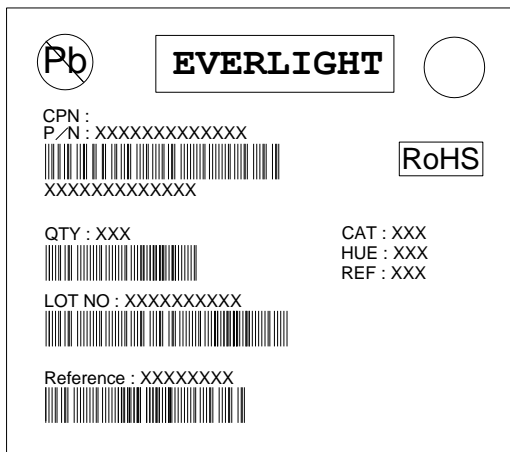 Pb
EVERLIGHT
CPN :
P/N : XXXXXXXXXXXXX
RoHS
XXXXXXXXXXXXX
QTY : XXX
CAT : XXX
HUE : XXX
REF : XXX
LOT NO : XXXXXXXXXX
Reference : XXXXXXXX